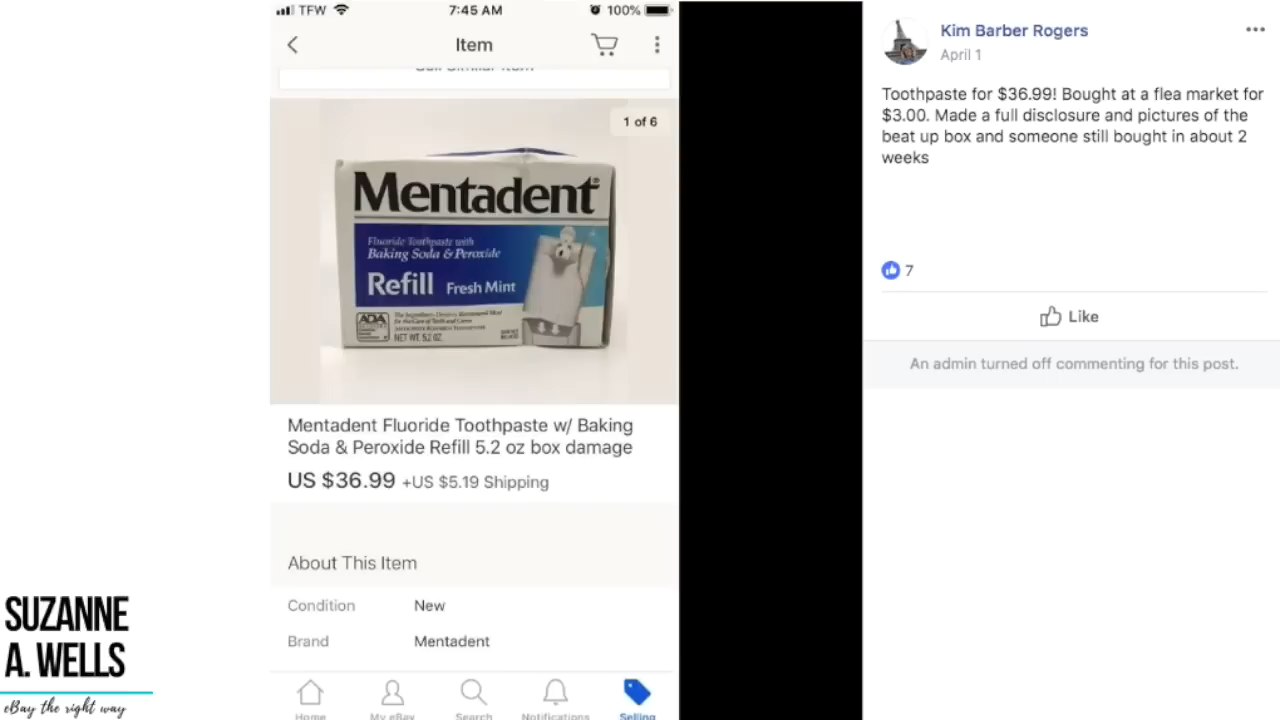 TFW 7:45 AM 100%
Item
Sell Similar Item
1 of 6
Mentadent®
Fluoride Toothpaste with
Baking Soda & Peroxide
Refill Fresh Mint
ADA
NET WT. 5.2 OZ.
Mentadent Fluoride Toothpaste w/ Baking
Soda & Peroxide Refill 5.2 oz box damage
US $36.99 +US $5.19 Shipping
About This Item
Condition New
Brand Mentadent
Home My eBay Search Notifications Selling
Kim Barber Rogers
April 1
Toothpaste for $36.99! Bought at a flea market for
$3.00. Made a full disclosure and pictures of the
beat up box and someone still bought in about 2
weeks
7
Like
An admin turned off commenting for this post.
SUZANNE
A. WELLS
eBay the right way